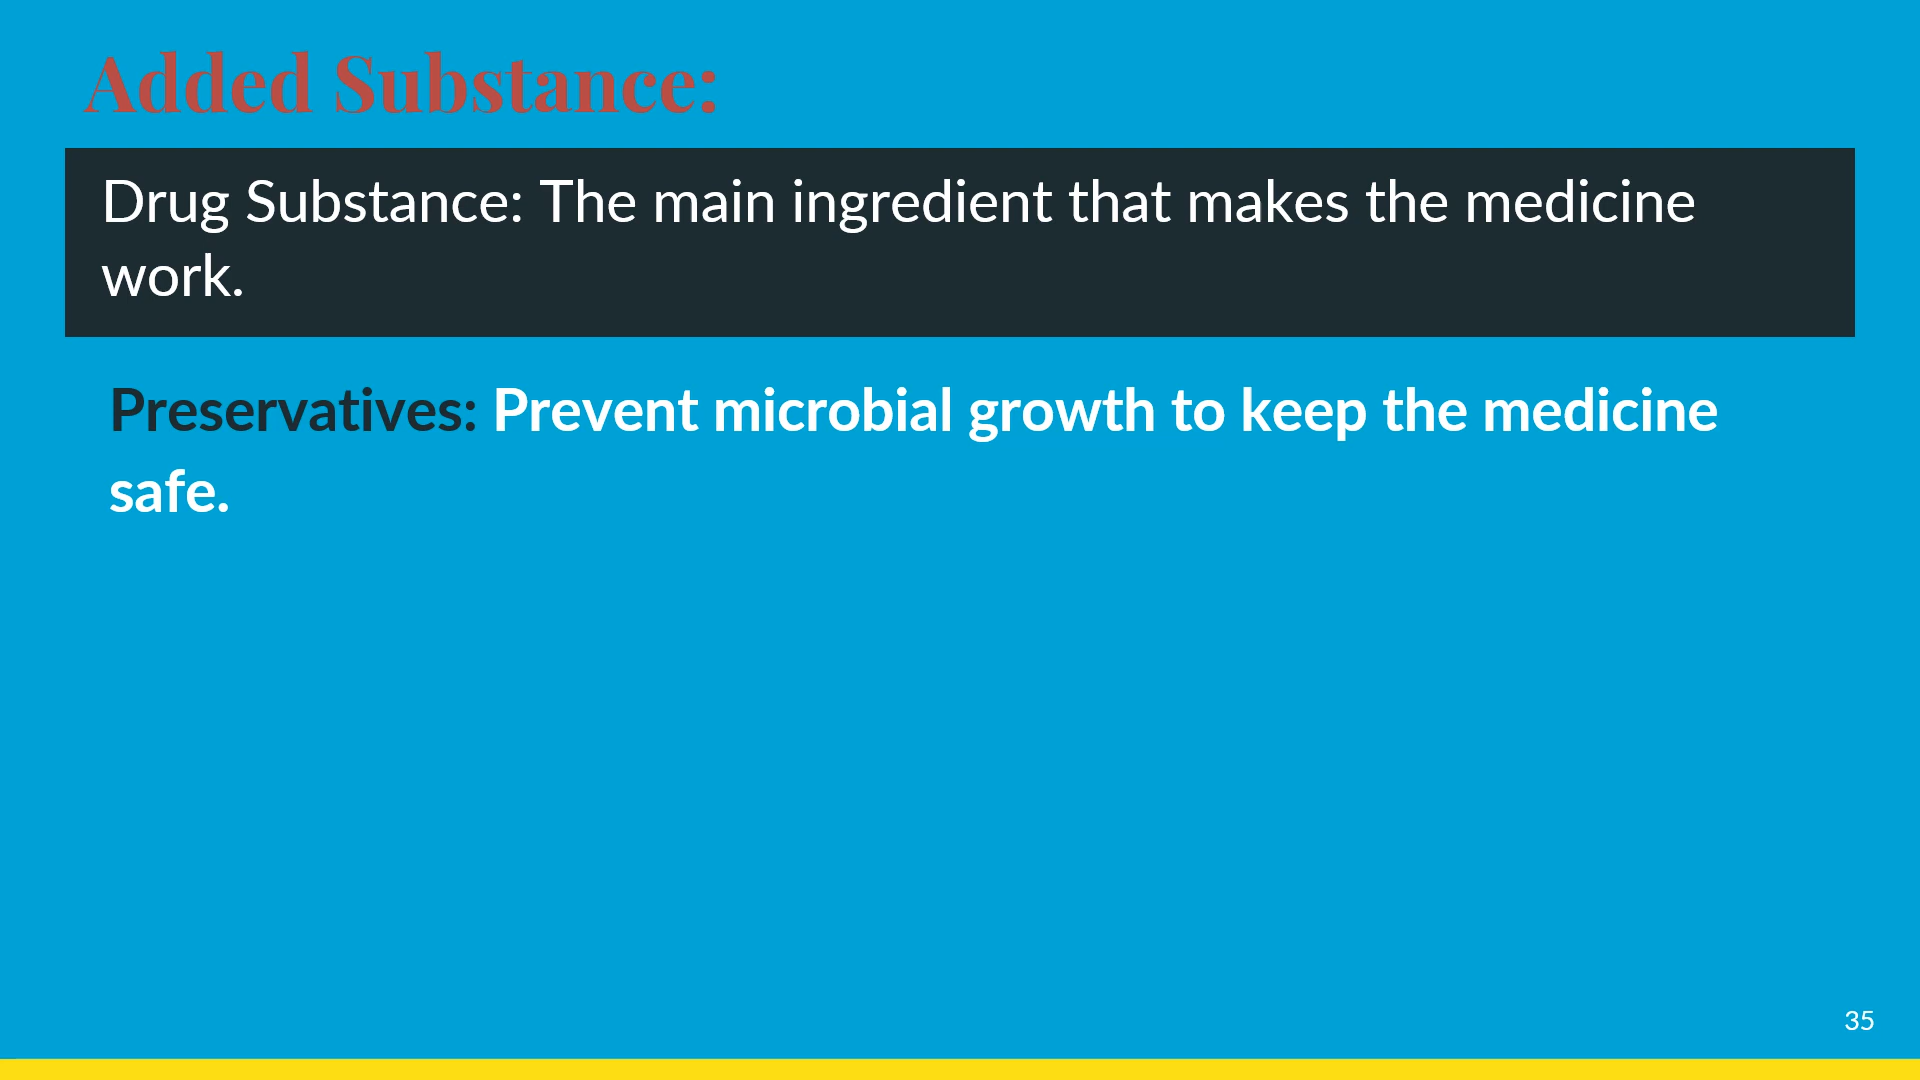 Added Substance:
Drug Substance: The main ingredient that makes the medicine
work.
Preservatives: Prevent microbial growth to keep the medicine
safe.
35